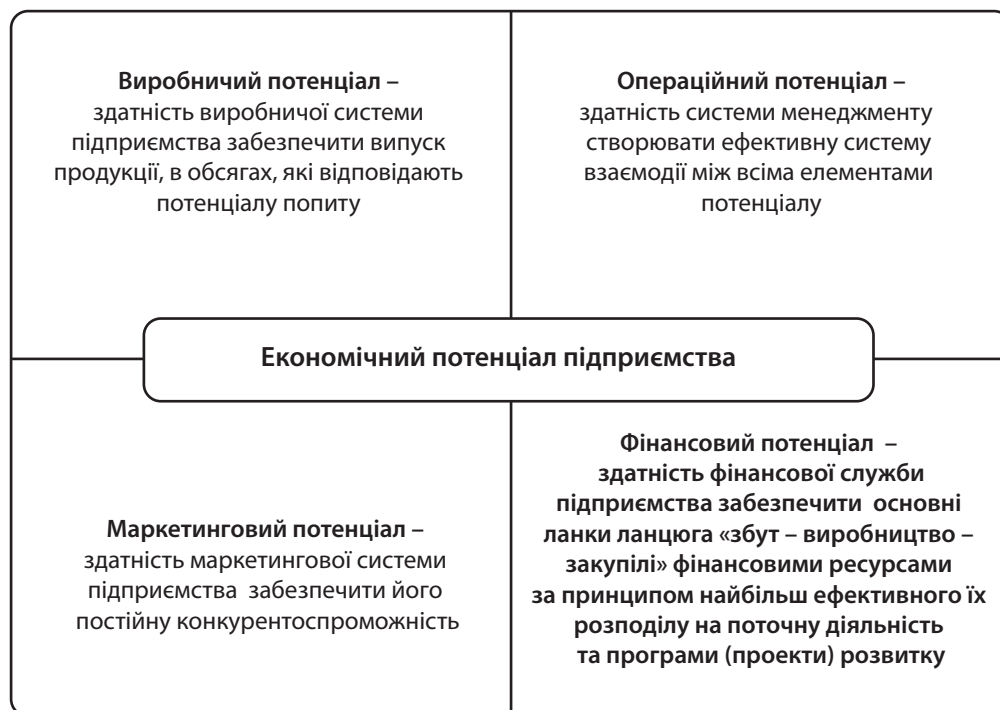 Виробничий потенціал –
здатність виробничої системи
підприємства забезпечити випуск
продукції, в обсягах, які відповідають
потенціалу попиту
Операційний потенціал –
здатність системи менеджменту
створювати ефективну систему
взаємодії між всіма елементами
потенціалу
Економічний потенціал підприємства
Маркетинговий потенціал –
здатність маркетингової системи
підприємства забезпечити його
постійну конкурентоспроможність
Фінансовий потенціал –
здатність фінансової служби
підприємства забезпечити основні
ланки ланцюга «збут – виробництво –
закупілі» фінансовими ресурсами
за принципом найбільш ефективного їх
розподілу на поточну діяльність
та програми (проекти) розвитку